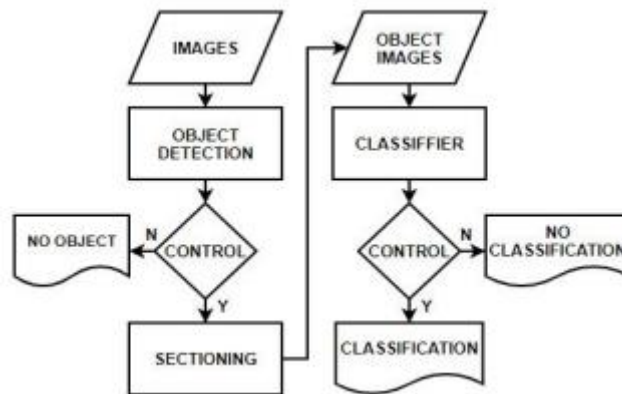 IMAGES
OBJECT
DETECTION
NO OBJECT
N
CONTROL
Y
SECTIONING
OBJECT
IMAGES
CLASSIFFIER
CONTROL
N
NO
CLASSIFICATION
Y
CLASSIFICATION